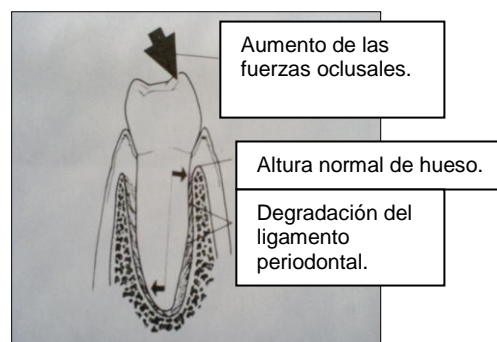 Aumento de las
fuerzas oclusales.
Altura normal de hueso.
Degradación del
ligamento
periodontal.